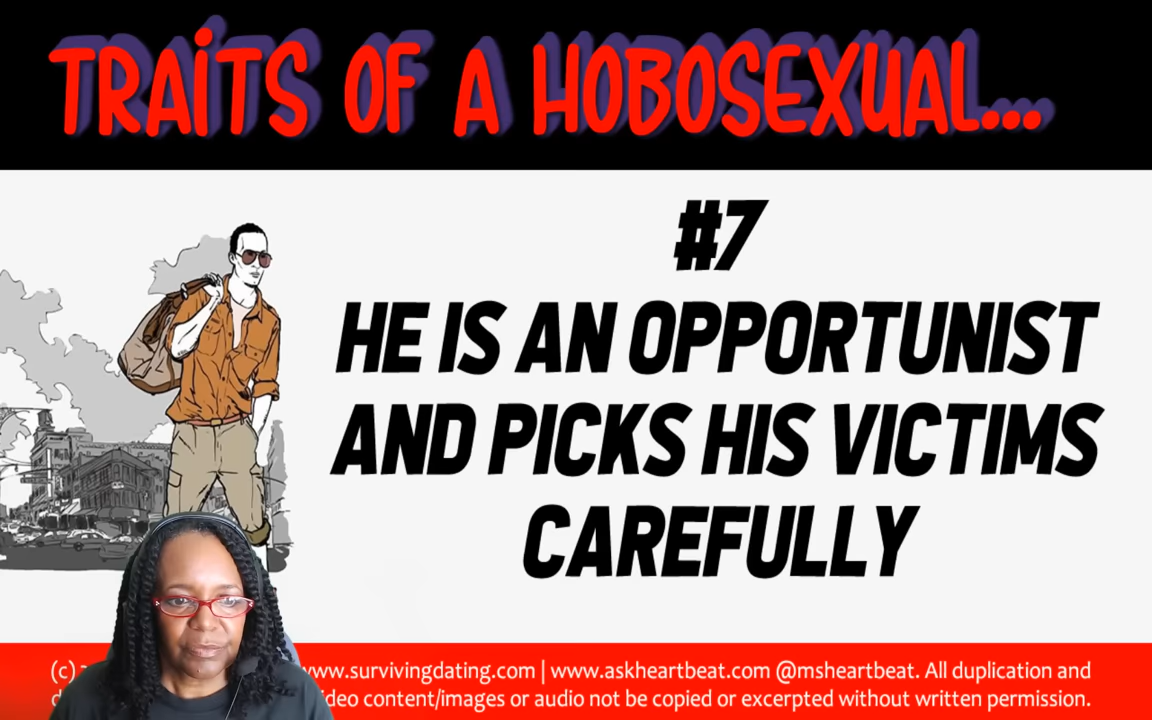 TRAITS OF A HOBOSEXUAL...
#7
HE IS AN OPPORTUNIST
AND PICKS HIS VICTIMS
CAREFULLY
(c) www.survivingdating.com | www.askheartbeat.com @msheartbeat. All duplication and
content/images or audio not be copied or excerpted without written permission.